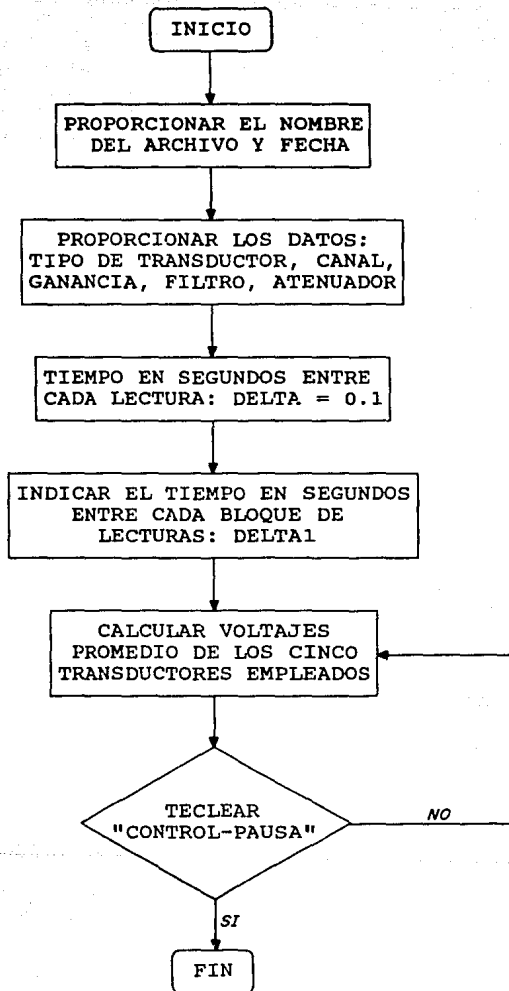 INICIO
PROPORCIONAR EL NOMBRE
DEL ARCHIVO Y FECHA
PROPORCIONAR LOS DATOS:
TIPO DE TRANSDUCTOR, CANAL,
GANANCIA, FILTRO, ATENUADOR
TIEMPO EN SEGUNDOS ENTRE
CADA LECTURA: DELTA = 0.1
INDICAR EL TIEMPO EN SEGUNDOS
ENTRE CADA BLOQUE DE
LECTURAS: DELTA1
CALCULAR VOLTAJES
PROMEDIO DE LOS CINCO
TRANSDUCTORES EMPLEADOS
TECLEAR
"CONTROL-PAUSA"
NO
SI
FIN